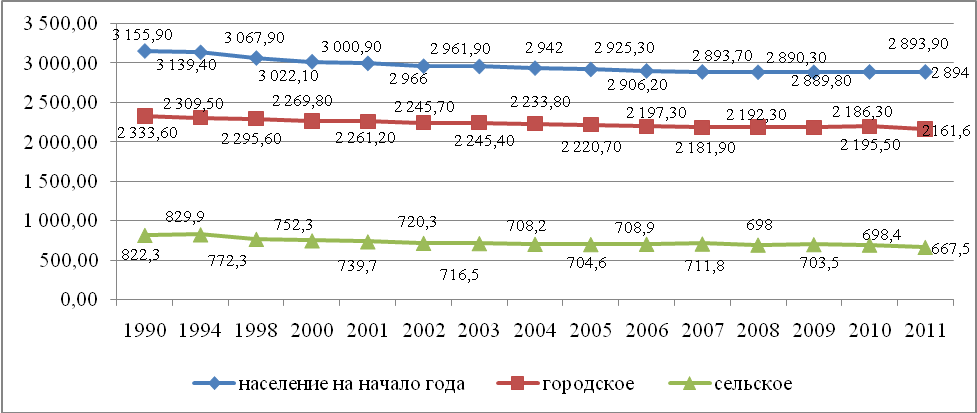 3 500,00
3 155,90 3 067,90 3 000,90 2 961,90 2 942 2 925,30 2 893,70 2 890,30 2 893,90
3 000,00
3 139,40 3 022,10 2 966 2 906,20 2 889,80 2 894
2 500,00
2 309,50 2 269,80 2 245,70 2 233,80 2 197,30 2 192,30 2 186,30
2 000,00
2 333,60 2 295,60 2 261,20 2 245,40 2 220,70 2 181,90 2 195,50 2161,6
1 500,00
1 000,00
829,9 752,3 720,3 708,2 708,9 698 698,4
500,00
822,3 772,3 739,7 716,5 704,6 711,8 703,5 667,5
0,00
1990 1994 1998 2000 2001 2002 2003 2004 2005 2006 2007 2008 2009 2010 2011
население на начало года городское сельское